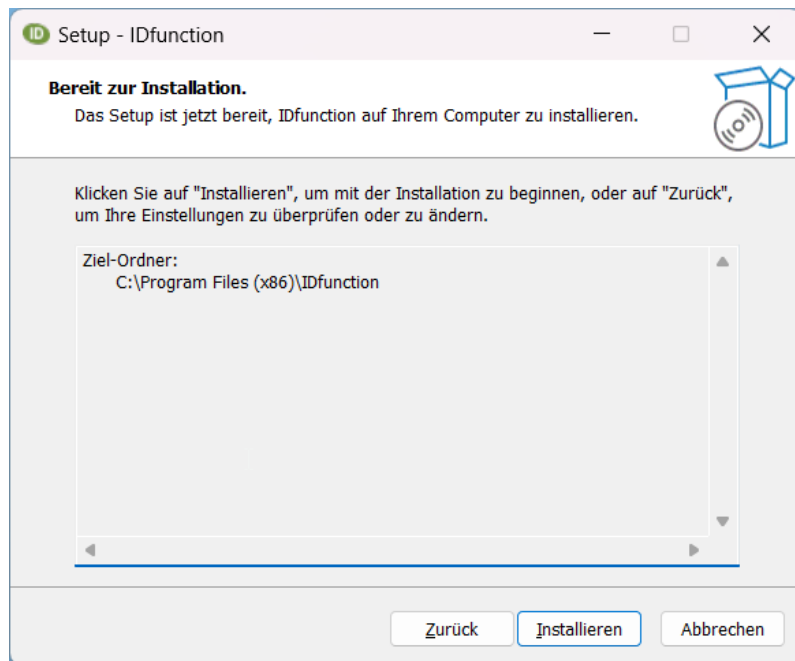 ID Setup - IDfunction
Bereit zur Installation.
Das Setup ist jetzt bereit, IDfunction auf Ihrem Computer zu installieren.
Klicken Sie auf "Installieren", um mit der Installation zu beginnen, oder auf "Zurück",
um Ihre Einstellungen zu überprüfen oder zu ändern.
Ziel-Ordner:
C:\Program Files (x86)\IDfunction
Zurück Installieren Abbrechen